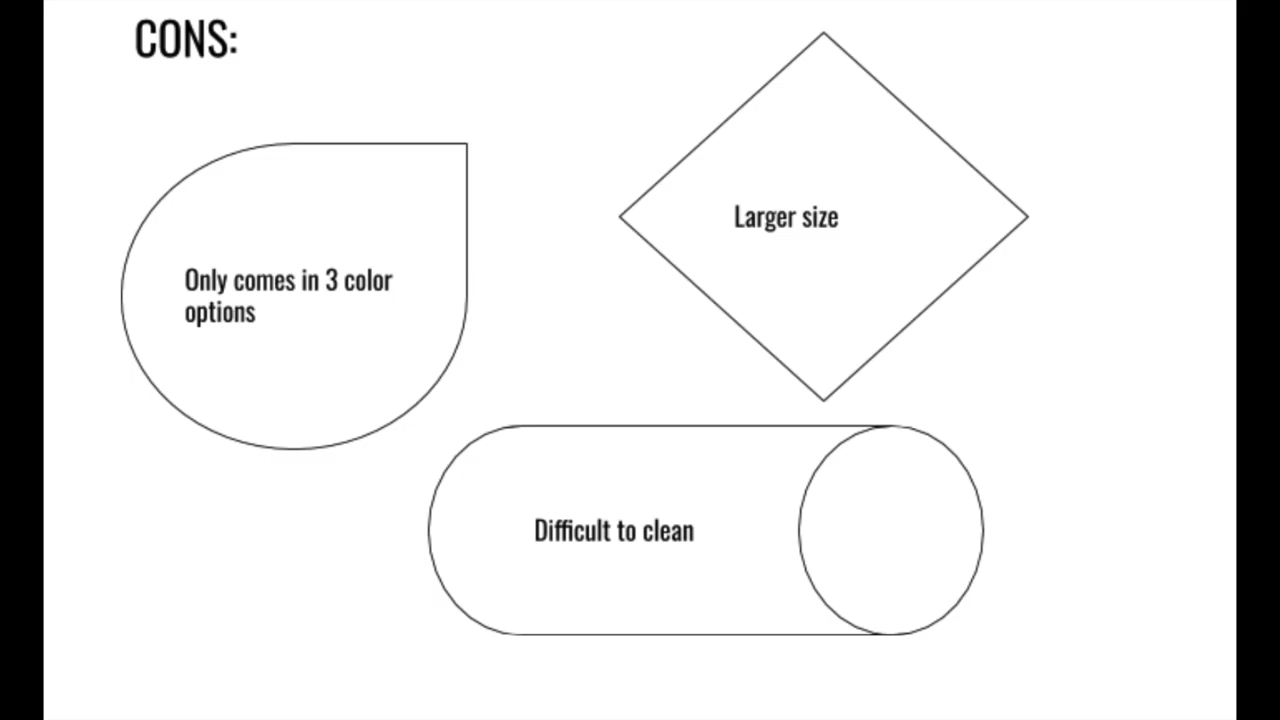 CONS:
Larger size
Only comes in 3 color
options
Difficult to clean